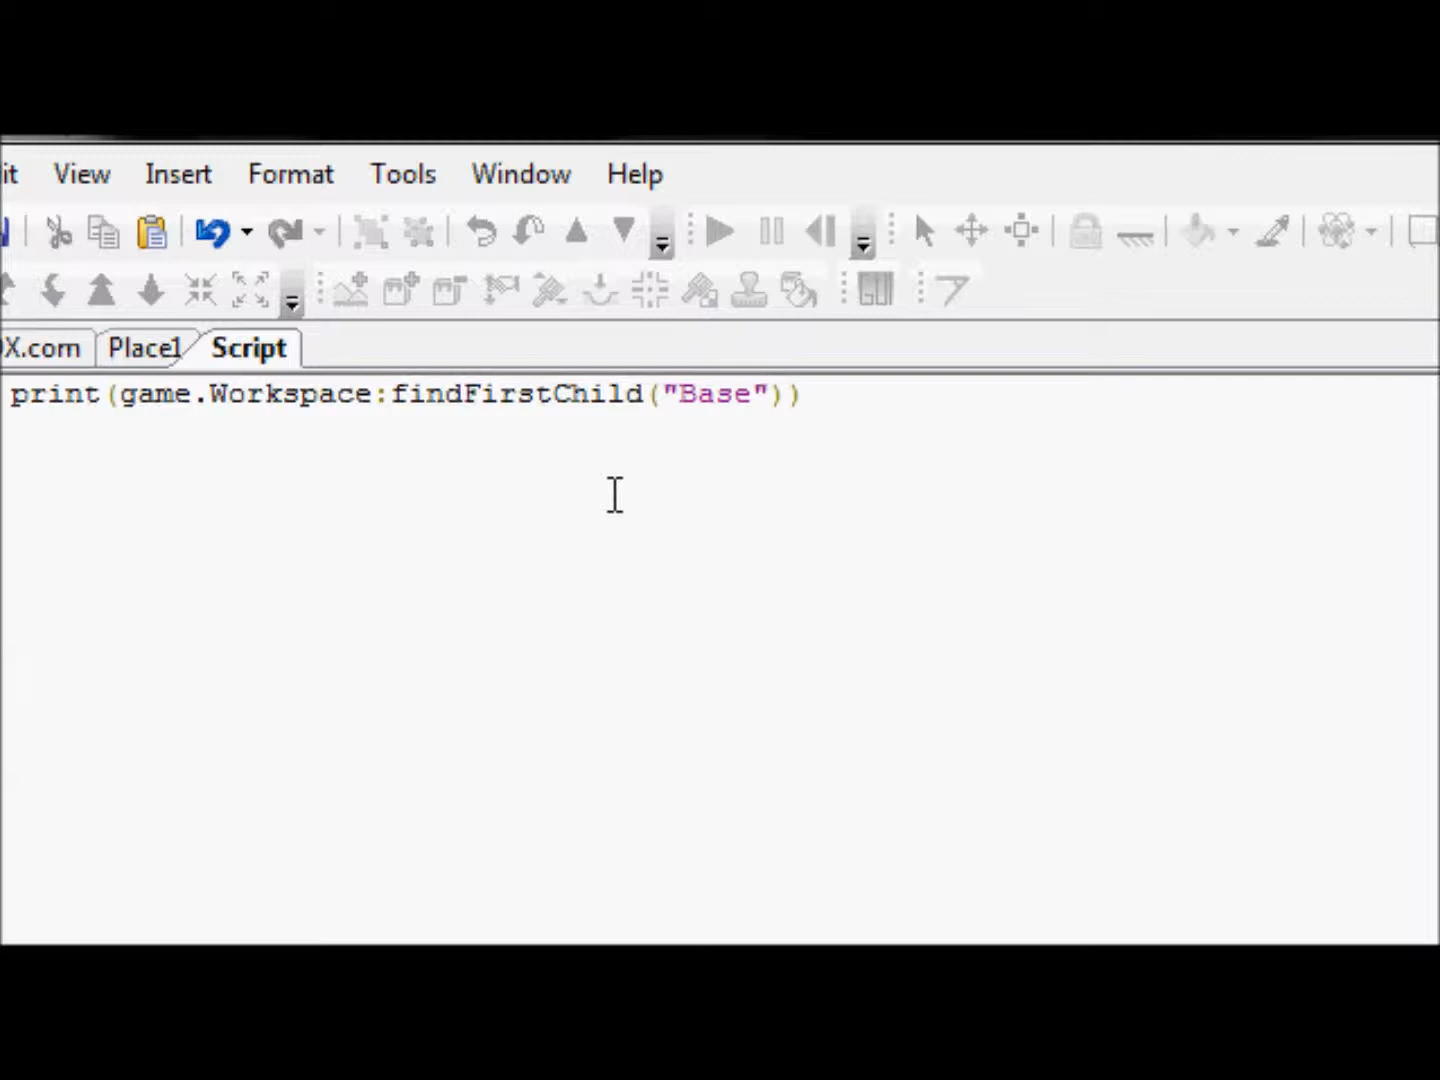 it View Insert Format Tools Window Help
X.com Place1 Script
print(game.Workspace:findFirstChild("Base"))